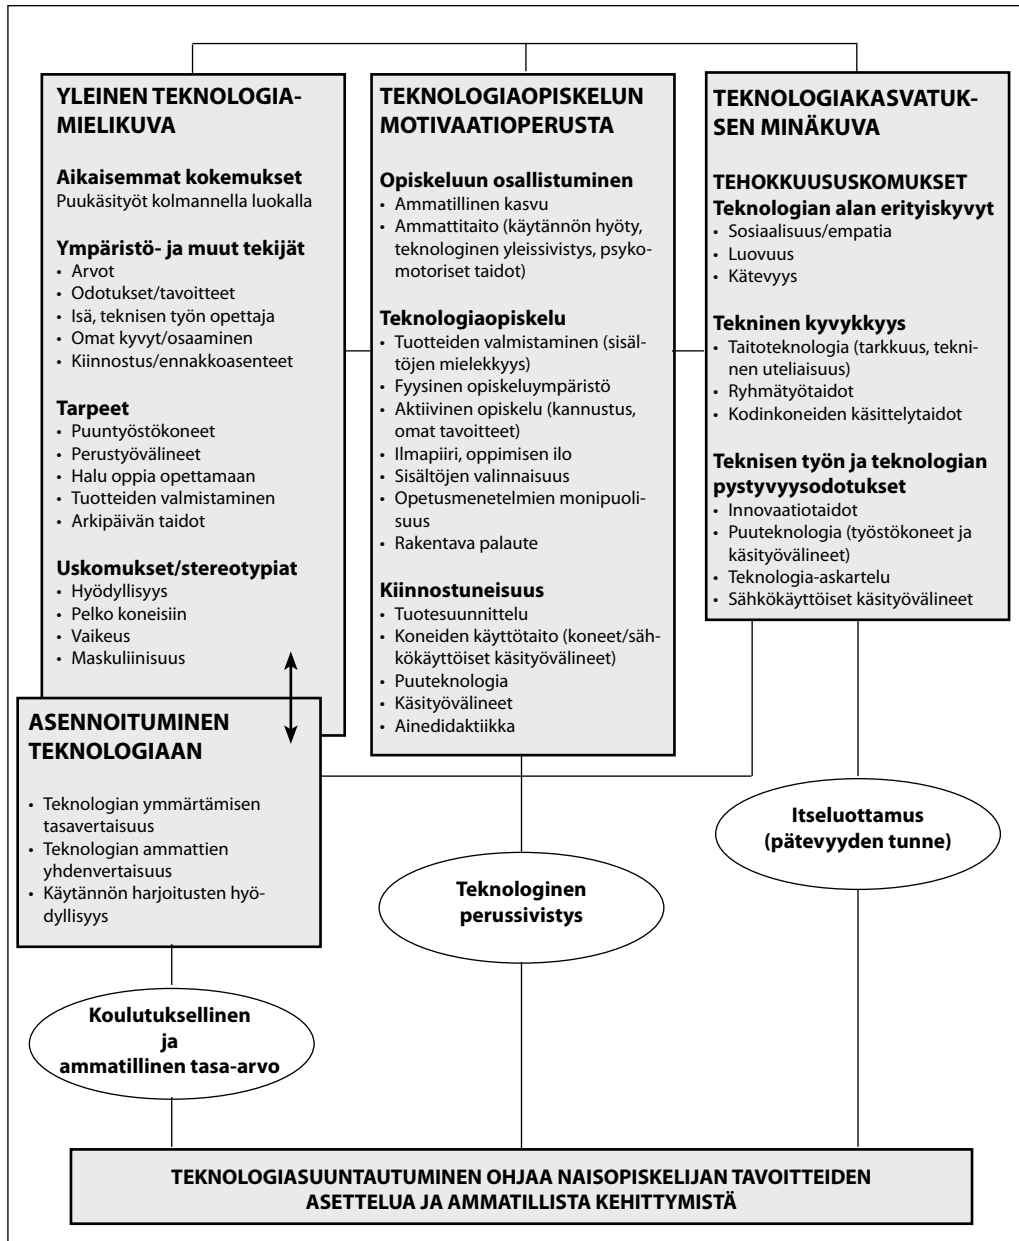 YLEINEN TEKNOLOGIA-
MIELIKUVA
Aikaisemmat kokemukset
Puukäsityöt kolmannella luokalla
Ympäristö- ja muut tekijät
• Arvot
• Odotukset/tavoitteet
• Isä, teknisen työn opettaja
• Omat kyvyt/osaaminen
• Kiinnostus/ennakkoasenteet
Tarpeet
• Puuntyöstökoneet
• Perustyövälineet
• Halu oppia opettamaan
• Tuotteiden valmistaminen
• Arkipäivän taidot
Uskomukset/stereotypiat
• Hyödyllisyys
• Pelko koneisiin
• Vaikeus
• Maskuliinisuus
ASENNOITUMINEN
TEKNOLOGIAAN
• Teknologian ymmärtämisen
tasavertaisuus
• Teknologian ammattien
yhdenvertaisuus
• Käytännön harjoitusten hyö-
dyllisyys
Koulutuksellinen
ja
ammatillinen tasa-arvo
TEKNOLOGIAOPISKELUN
MOTIVAATIOPERUSTA
Opiskeluun osallistuminen
• Ammatillinen kasvu
• Ammattitaito (käytännön hyöty,
teknologinen yleissivistys, psyko-
motoriset taidot)
Teknologiaopiskelu
• Tuotteiden valmistaminen (sisäl-
töjen mielekkyys)
• Fyysinen opiskeluympäristö
• Aktiivinen opiskelu (kannustus,
omat tavoitteet)
• Ilmapiiri, oppimisen ilo
• Sisältöjen valinnaisuus
• Opetusmenetelmien monipuoli-
suus
• Rakentava palaute
Kiinnostuneisuus
• Tuotesuunnittelu
• Koneiden käyttötaito (koneet/säh-
kökäyttöiset käsityövälineet)
• Puuteknologia
• Käsityövälineet
• Ainedidaktiikka
Teknologinen
perussivistys
TEKNOLOGIAKASVATUK-
SEN MINÄKUVA
TEHOKKUUSUSKOMUKSET
Teknologian alan erityiskyvyt
• Sosiaalisuus/empatia
• Luovuus
• Kätevyys
Tekninen kyvykkyys
• Taitoteknologia (tarkkuus, tekni-
nen uteliaisuus)
• Ryhmätyötaidot
• Kodinkoneiden käsittelytaidot
Teknisen työn ja teknologian
pystyvyysodotukset
• Innovaatiotaidot
• Puuteknologia (työstökoneet ja
käsityövälineet)
• Teknologia-askartelu
• Sähkökäyttöiset käsityövälineet
Itseluottamus
(pätevyyden tunne)
TEKNOLOGIASUUNTAUTUMINEN OHJAA NAISOPISKELIJAN TAVOITTEIDEN
ASETTELUA JA AMMATILLISTA KEHITTYMISTÄ